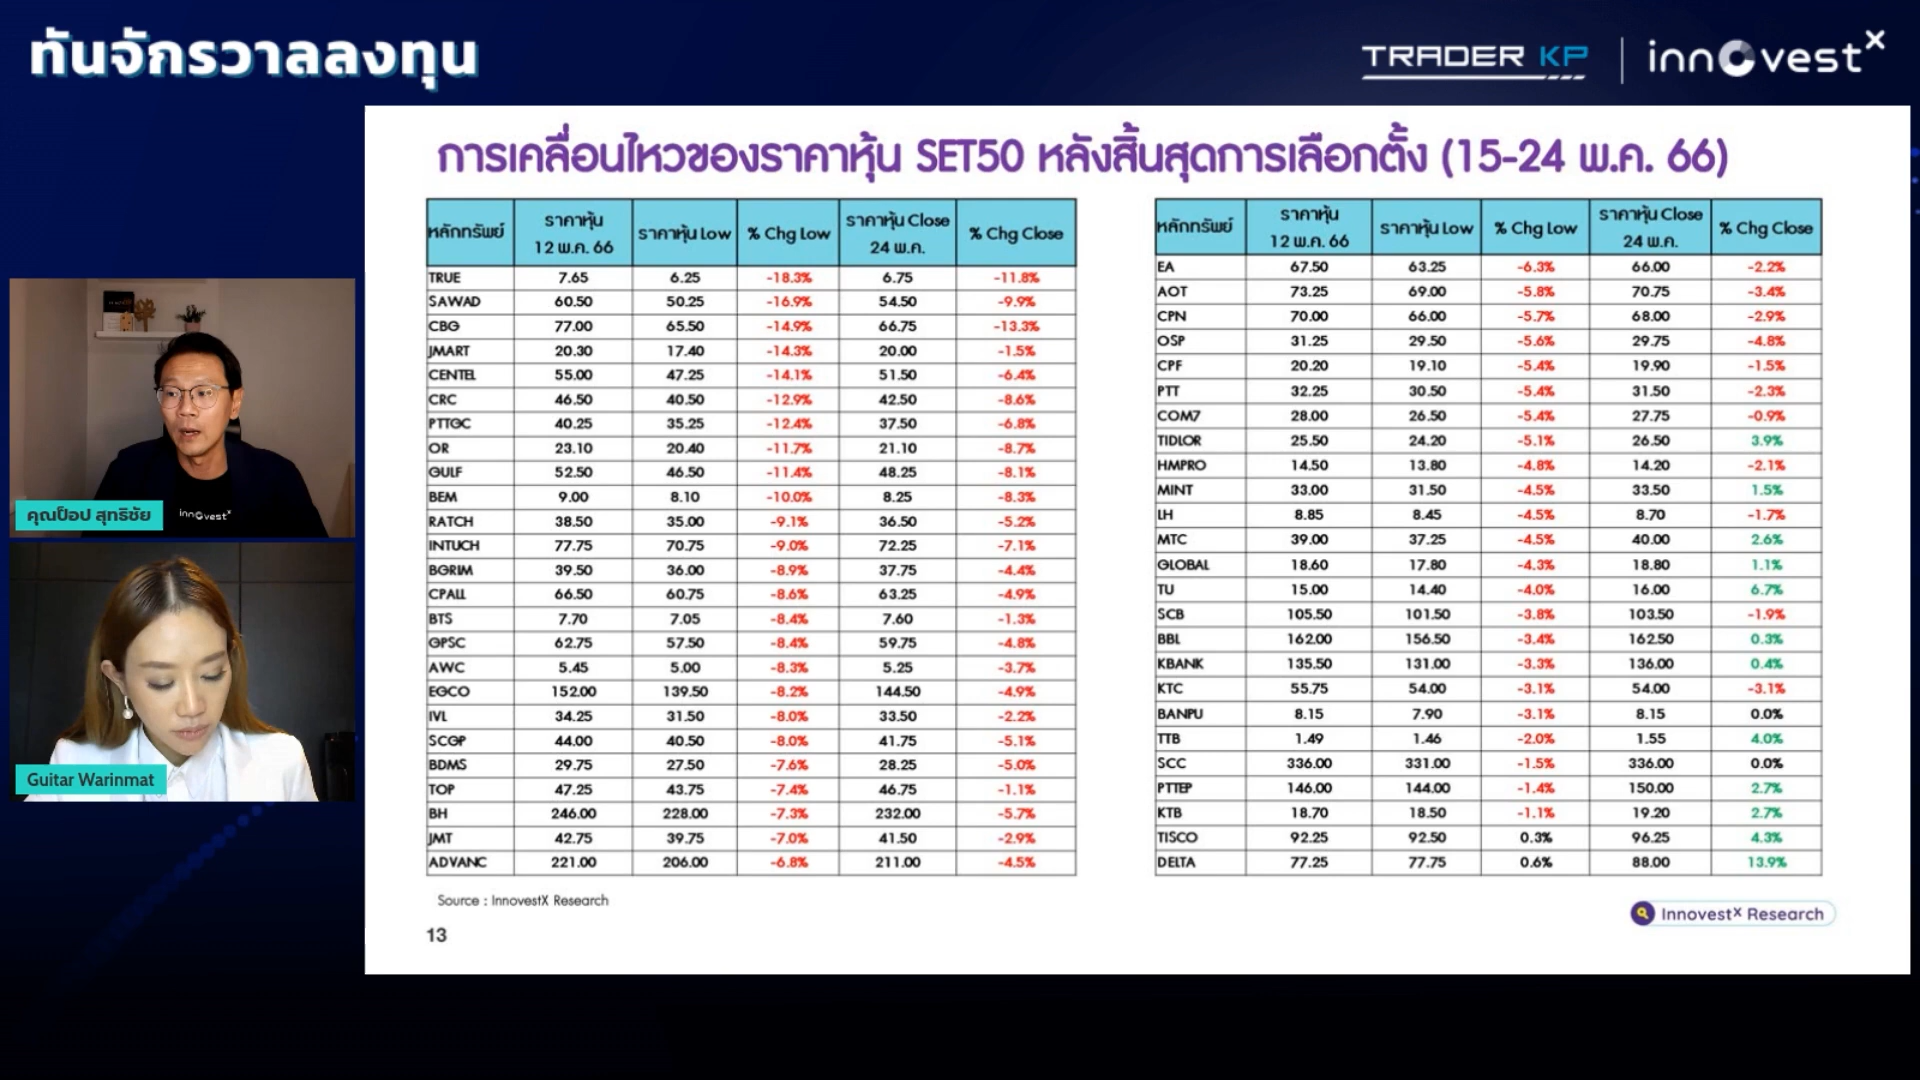 ทันจักรวาลลงทุน
TRADER KP
innovestX
การเคลื่อนไหวของราคาหุ้น SET50 หลังสิ้นสุดการเลือกตั้ง (15-24 พ.ค. 66)
หลักทรัพย์ ราคาหุ้น 12 พ.ค. 66 ราคาหุ้น Low % Chg Low ราคาหุ้น Close 24 พ.ค. % Chg Close
TRUE 7.65 6.25 -18.3% 6.75 -11.8%
SAWAD 60.50 50.25 -16.9% 54.50 -9.9%
CBG 77.00 65.50 -14.9% 66.75 -13.3%
JMART 20.30 17.40 -14.3% 20.00 -1.5%
CENTEL 55.00 47.25 -14.1% 51.50 -6.4%
CRC 46.50 40.50 -12.9% 42.50 -8.6%
PTTGC 40.25 35.25 -12.4% 37.50 -6.8%
OR 23.10 20.40 -11.7% 21.10 -8.7%
GULF 52.50 46.50 -11.4% 48.25 -8.1%
BEM 9.00 8.10 -10.0% 8.25 -8.3%
RATCH 38.50 35.00 -9.1% 36.50 -5.2%
INTUCH 77.75 70.75 -9.0% 72.25 -7.1%
BGRIM 39.50 36.00 -8.9% 37.75 -4.4%
CPALL 66.50 60.75 -8.6% 63.25 -4.9%
BTS 7.70 7.05 -8.4% 7.60 -1.3%
GPSC 62.75 57.50 -8.4% 59.75 -4.8%
AWC 5.45 5.00 -8.3% 5.25 -3.7%
EGCO 152.00 139.50 -8.2% 144.50 -4.9%
IVL 34.25 31.50 -8.0% 33.50 -2.2%
SCGP 44.00 40.50 -8.0% 41.75 -5.1%
BDMS 29.75 27.50 -7.6% 28.25 -5.0%
TOP 47.25 43.75 -7.4% 46.75 -1.1%
BH 246.00 228.00 -7.3% 232.00 -5.7%
JMT 42.75 39.75 -7.0% 41.50 -2.9%
ADVANC 221.00 206.00 -6.8% 211.00 -4.5%
หลักทรัพย์ ราคาหุ้น 12 พ.ค. 66 ราคาหุ้น Low % Chg Low ราคาหุ้น Close 24 พ.ค. % Chg Close
EA 67.50 63.25 -6.3% 66.00 -2.2%
AOT 73.25 69.00 -5.8% 70.75 -3.4%
CPN 70.00 66.00 -5.7% 68.00 -2.9%
OSP 31.25 29.50 -5.6% 29.75 -4.8%
CPF 20.20 19.10 -5.4% 19.90 -1.5%
PTT 32.25 30.50 -5.4% 31.50 -2.3%
COM7 28.00 26.50 -5.4% 27.75 -0.9%
TIDLOR 25.50 24.20 -5.1% 26.50 3.9%
HMPRO 14.50 13.80 -4.8% 14.20 -2.1%
MINT 33.00 31.50 -4.5% 33.50 1.5%
LH 8.85 8.45 -4.5% 8.70 -1.7%
MTC 39.00 37.25 -4.5% 40.00 2.6%
GLOBAL 18.60 17.80 -4.3% 18.80 1.1%
TU 15.00 14.40 -4.0% 16.00 6.7%
SCB 105.50 101.50 -3.8% 103.50 -1.9%
BBL 162.00 156.50 -3.4% 162.50 0.3%
KBANK 135.50 131.00 -3.3% 136.00 0.4%
KTC 55.75 54.00 -3.1% 54.00 -3.1%
BANPU 8.15 7.90 -3.1% 8.15 0.0%
TTB 1.49 1.46 -2.0% 1.55 4.0%
SCC 336.00 331.00 -1.5% 336.00 0.0%
PTTEP 146.00 144.00 -1.4% 150.00 2.7%
KTB 18.70 18.50 -1.1% 19.20 2.7%
TISCO 92.25 92.50 0.3% 96.25 4.3%
DELTA 77.25 77.75 0.6% 88.00 13.9%
Source : InnovestX Research
InnovestX Research
13
คุณป๊อป สุทธิชัย
innovestX
Guitar Warinmat